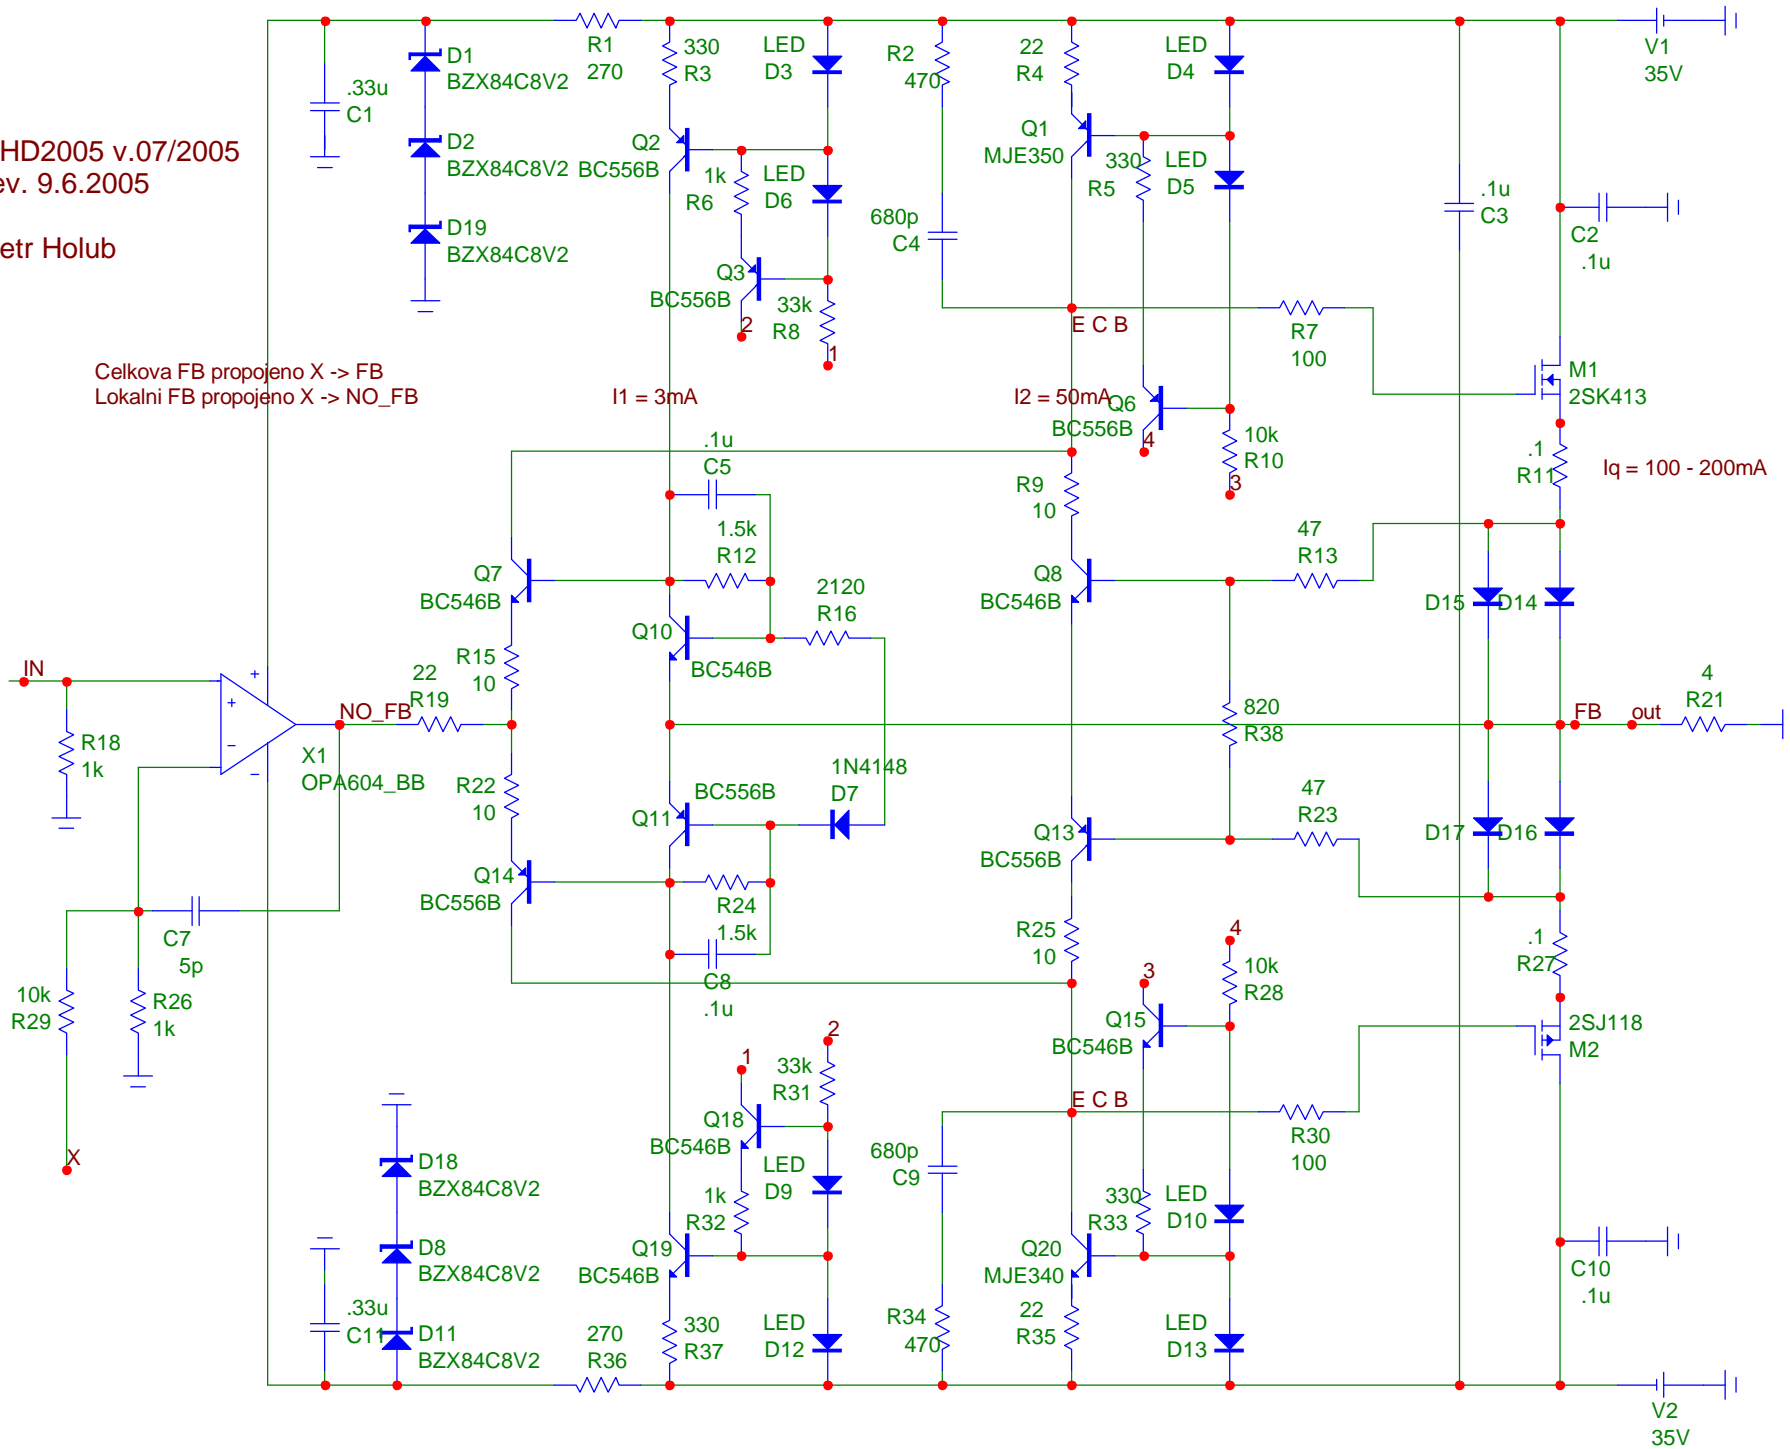 R1
270
330
R3
LED
D3
R2
470
22
R4
LED
D4
V1
35V
D1
BZX84C8V2
.33u
C1
HD2005 v.07/2005
ev. 9.6.2005
etr Holub
D2
BZX84C8V2
Q2
BC556B
1k
R6
LED
D6
Q1
MJE350
330
R5
LED
D5
.1u
C3
C2
.1u
D19
BZX84C8V2
680p
C4
Q3
BC556B
2
33k
R8
1
E C B
R7
100
M1
2SK413
Celkova FB propojeno X -> FB
Lokalni FB propojeno X -> NO_FB
I1 = 3mA
I2 = 50mA
Q6
BC556B
4
10k
R10
3
.1
R11
Iq = 100 - 200mA
.1u
C5
1.5k
R12
R9
10
47
R13
Q7
BC546B
2120
R16
Q8
BC546B
D15
D14
Q10
BC546B
IN
R15
10
22
R19
NO_FB
R18
1k
X1
OPA604_BB
+
+
−
−
820
R38
FB
out
4
R21
R22
10
BC556B
Q11
1N4148
D7
47
R23
Q13
BC556B
D17
D16
Q14
BC556B
R24
1.5k
C8
.1u
R25
10
C7
5p
10k
R29
R26
1k
X
4
3
10k
R28
Q15
BC546B
.1
R27
2SJ118
M2
2
1
33k
R31
Q18
BC546B
E C B
R30
100
D18
BZX84C8V2
LED
D9
1k
R32
680p
C9
330
R33
LED
D10
D8
BZX84C8V2
Q19
BC546B
Q20
MJE340
C10
.1u
.33u
C11
D11
BZX84C8V2
270
R36
330
R37
LED
D12
R34
470
22
R35
LED
D13
V2
35V